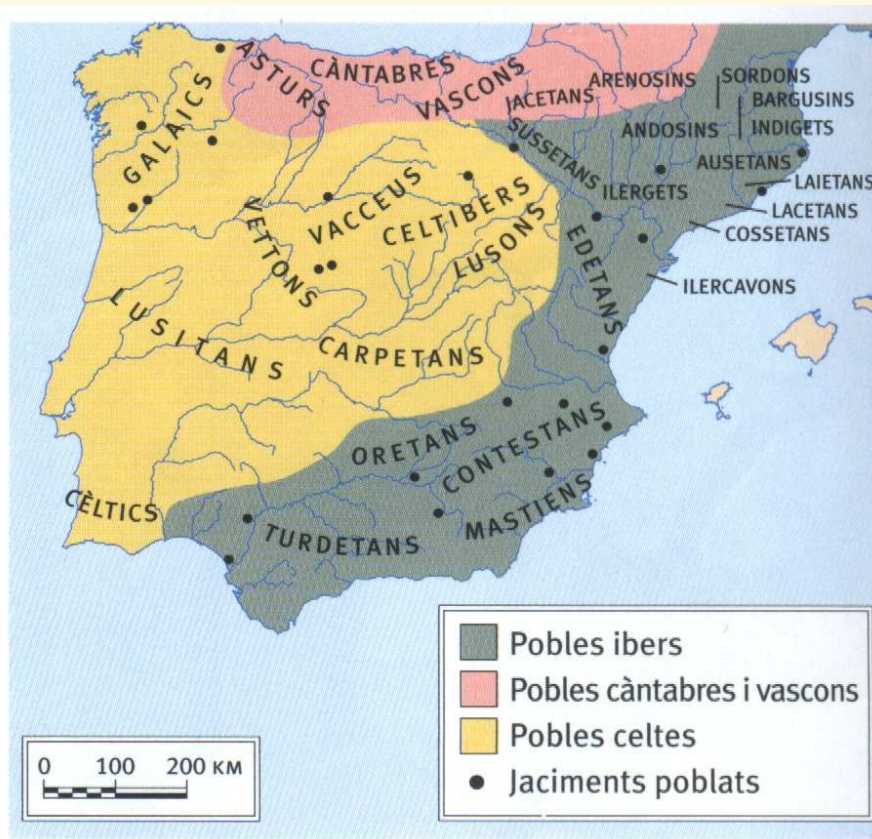 ASTURS
CÀNTABRES
VASCONS
JACETANS
ARENOSINS
SORDONS
BARGUSINS
ANDOSINS
INDIGETS
SUSSETANS
AUSETANS
GALAICS
ILERGETS
LAIETANS
LACETANS
COSSETANS
VACCEUS
CELTIBERS
LUSONS
VETTONS
EDETANS
ILERCAVONS
LUSITANS
CARPETANS
ORETANS
CONTESTANS
CÈLTICS
TURDETANS
MASTIENS
Pobles ibers
Pobles càntabres i vascons
Pobles celtes
Jaciments poblats
0 100 200 KM